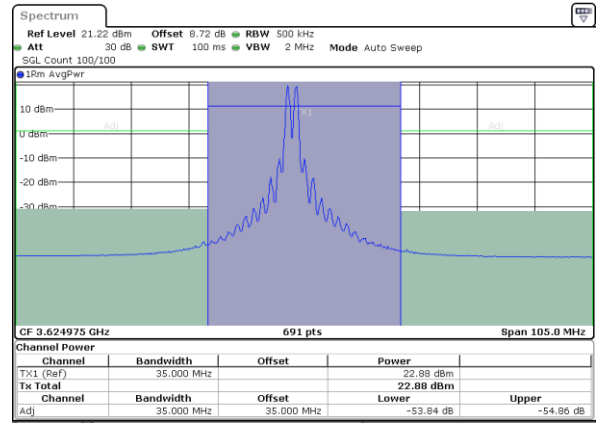 Spectrum
Ref Level 21.22 dBm Offset 8.72 dB RBW 500 kHz
Att 30 dB SWT 100 ms VBW 2 MHz Mode Auto Sweep
SGL Count 100/100
1Rm AvgPwr
10 dBm
TX1
Adj Adj
0 dBm
-10 dBm
-20 dBm
-30 dBm
CF 3.624975 GHz 691 pts Span 105.0 MHz
Channel Power
Channel Bandwidth Offset Power
TX1 (Ref) 35.000 MHz 22.88 dBm
Tx Total 22.88 dBm
Channel Bandwidth Offset Lower Upper
Adj 35.000 MHz 35.000 MHz -53.84 dB -54.86 dB